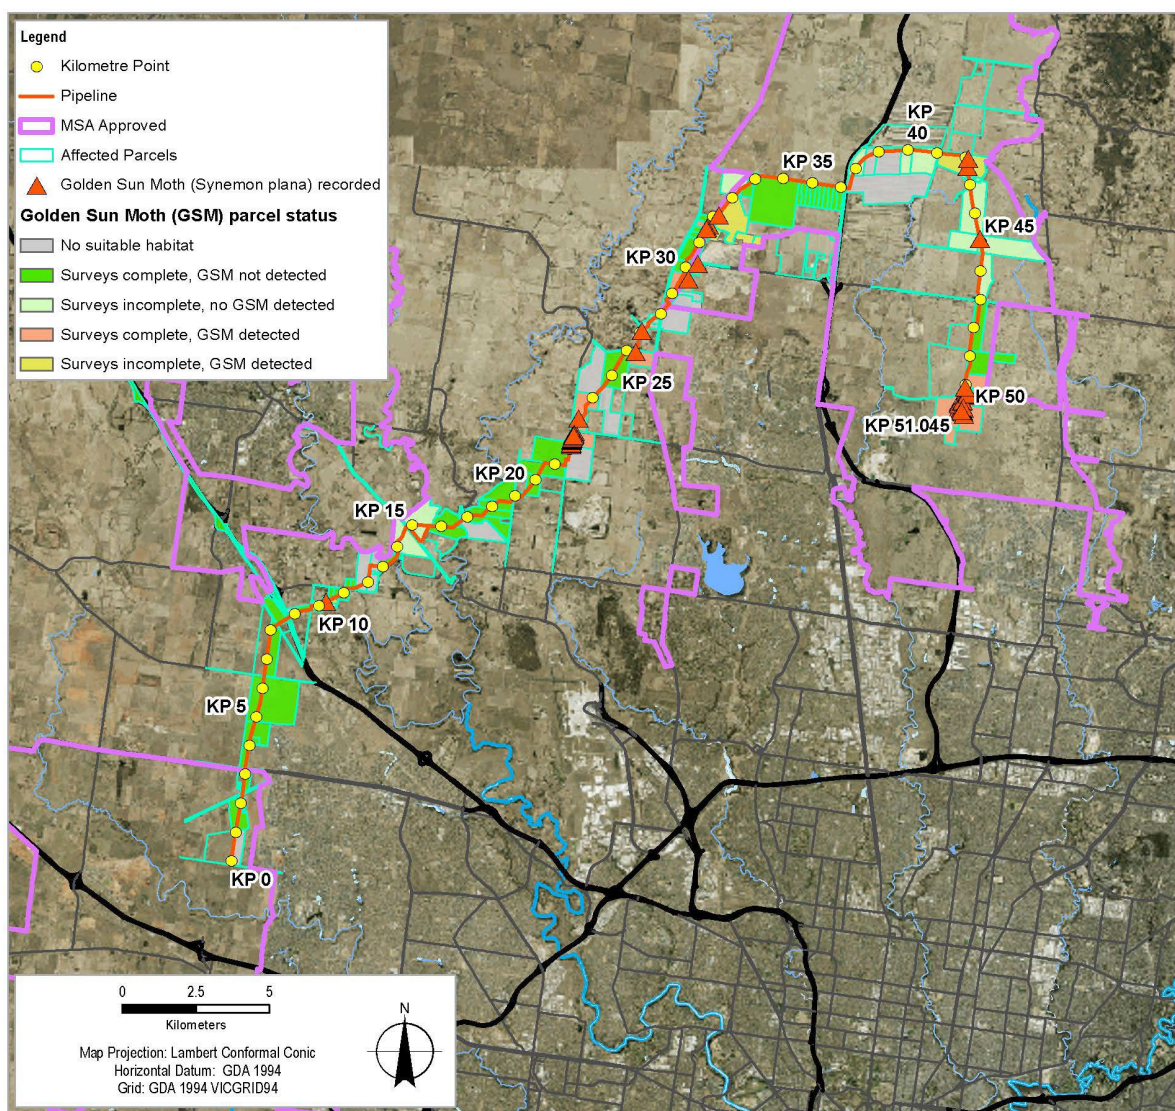 Legend
Kilometre Point
Pipeline
MSA Approved
Affected Parcels
Golden Sun Moth (Synemon plana) recorded
Golden Sun Moth (GSM) parcel status
No suitable habitat
Surveys complete, GSM not detected
Surveys incomplete, no GSM detected
Surveys complete, GSM detected
Surveys incomplete, GSM detected
KP
40
KP 35
KP 45
KP 30
KP 25
KP 50
KP 51.045
KP 20
KP 15
KP 10
KP 5
KP 0
0 2.5 5
Kilometers
N
Map Projection: Lambert Conformal Conic
Horizontal Datum: GDA 1994
Grid: GDA 1994 VICGRID94